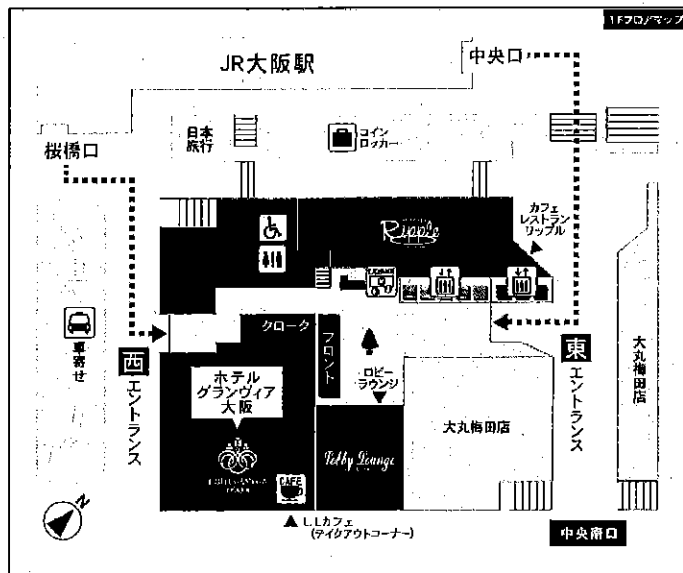 1Fフロアマップ
JR大阪駅
中央口
桜橋口
日本
旅行
コイン
ロッカー
カフェ
レストラン
リップル
Ripple
クローク
フロント
ロビー
ラウンジ
車寄せ
西
エントランス
東
エントランス
大丸梅田店
ホテル
グランヴィア
大阪
大丸梅田店
Lobby Lounge
CAFE
L.Lカフェ
(テイクアウトコーナー)
中央南口
N